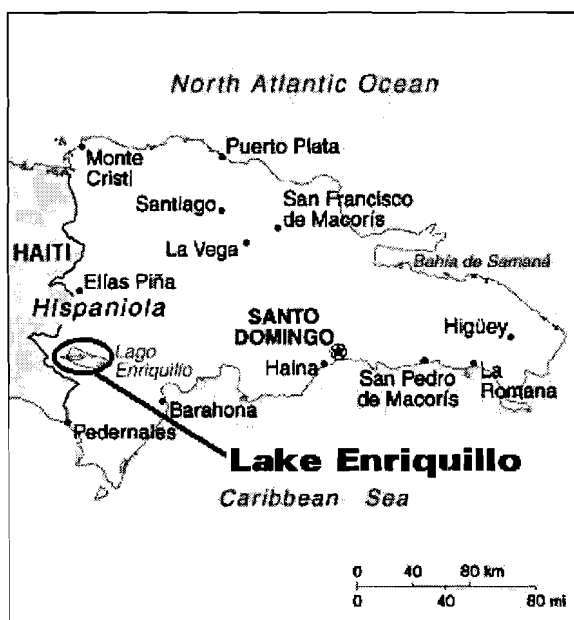 North Atlantic Ocean
Puerto Plata
Monte
Cristi
San Francisco
de Macorís
Santiago
La Vega
HAITI
Bahía de Samaná
Elías Piña
Hispaniola
SANTO
DOMINGO
Higüey
Lago
Enriquillo
Haina
La
Romana
San Pedro
de Macorís
Barahona
Pedernales
Lake Enriquillo
Caribbean Sea
0 40 80 km
0 40 80 mi